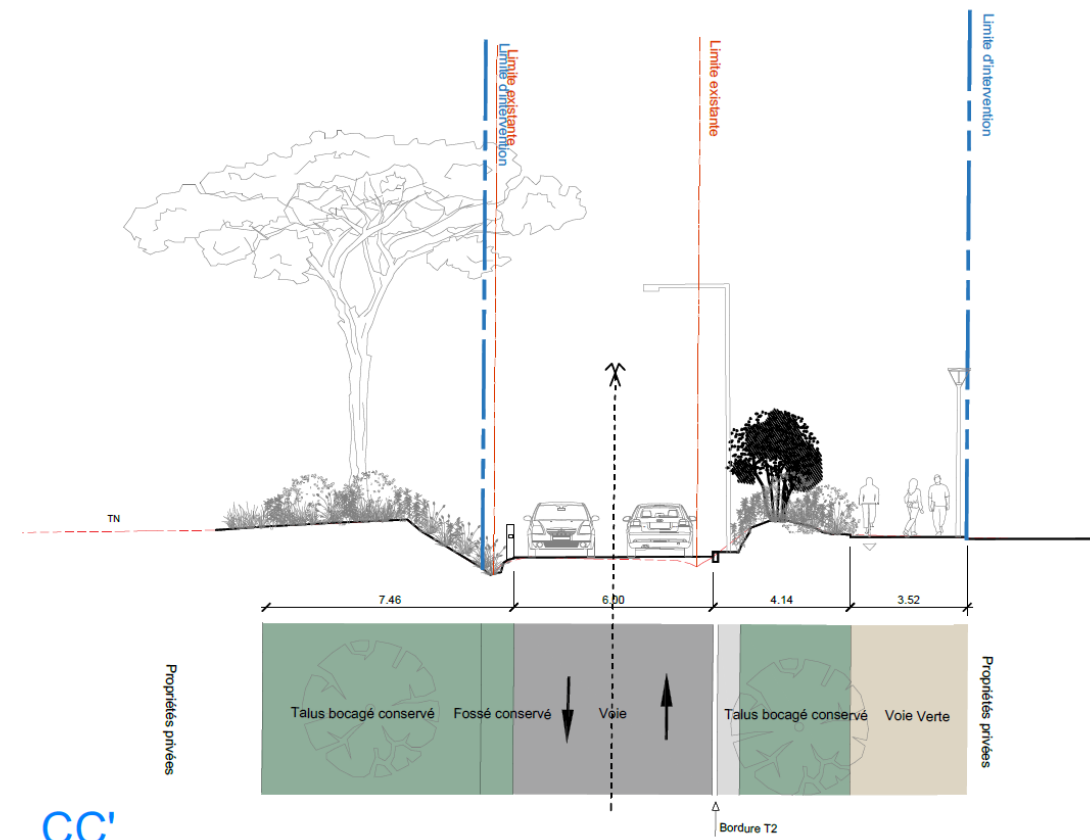 Limite d'intervention
Limite existante
Limite existante
Limite d'intervention
TN
7.46
6.00
4.14
3.52
Propriétés privées
Talus bocagé conservé
Fossé conservé
Voie
Talus bocagé conservé
Voie Verte
Propriétés privées
Bordure T2
CC'